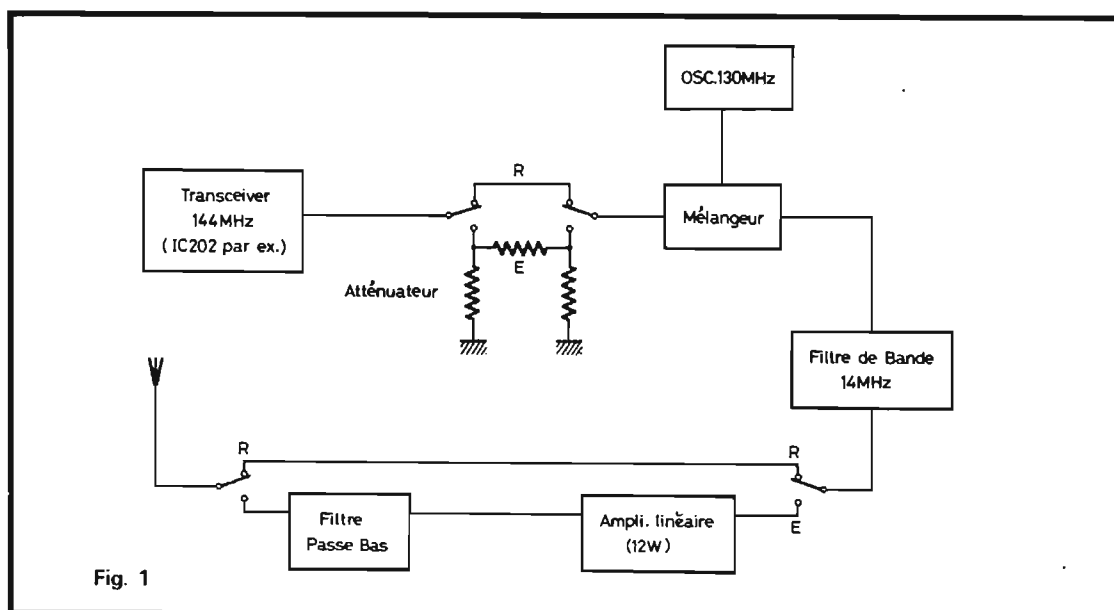 OSC.130MHz
Transceiver
144MHz
( IC202 par ex.)
R
Mélangeur
E
Atténuateur
Filtre de Bande
14MHz
R
R
Filtre
Passe Bas
Ampli. linéaire
(12W)
E
Fig. 1